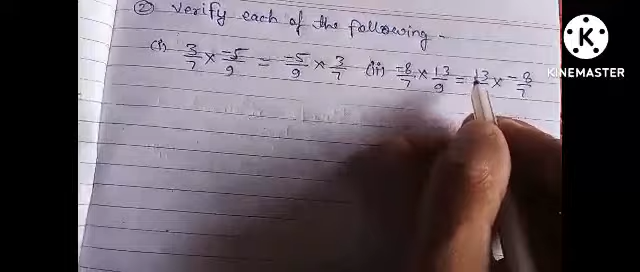 ② Verify each of the following -
(i) 3/7 × -5/9 = -5/9 × 3/7 (ii) -8/7 × 13/9 = 13 × -8/7
KINEMASTER